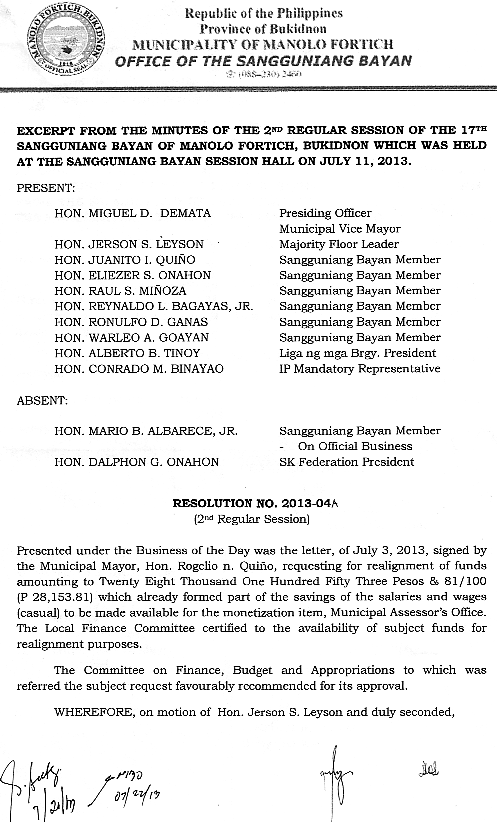 Republic of the Philippines
Province of Bukidnon
MUNICIPALITY OF MANOLO FORTICH
OFFICE OF THE SANGGUNIANG BAYAN
☏ (088-230) 2460
EXCERPT FROM THE MINUTES OF THE 2ND REGULAR SESSION OF THE 17TH
SANGGUNIANG BAYAN OF MANOLO FORTICH, BUKIDNON WHICH WAS HELD
AT THE SANGGUNIANG BAYAN SESSION HALL ON JULY 11, 2013.
PRESENT:
HON. MIGUEL D. DEMATA Presiding Officer
Municipal Vice Mayor
HON. JERSON S. LEYSON Majority Floor Leader
HON. JUANITO I. QUIÑO Sangguniang Bayan Member
HON. ELIEZER S. ONAHON Sangguniang Bayan Member
HON. RAUL S. MIÑOZA Sangguniang Bayan Member
HON. REYNALDO L. BAGAYAS, JR. Sangguniang Bayan Member
HON. RONULFO D. GANAS Sangguniang Bayan Member
HON. WARLEO A. GOAYAN Sangguniang Bayan Member
HON. ALBERTO B. TINOY Liga ng mga Brgy. President
HON. CONRADO M. BINAYAO IP Mandatory Representative
ABSENT:
HON. MARIO B. ALBARECE, JR. Sangguniang Bayan Member
- On Official Business
HON. DALPHON G. ONAHON SK Federation President
RESOLUTION NO. 2013-04A
(2nd Regular Session)
Presented under the Business of the Day was the letter, of July 3, 2013, signed by
the Municipal Mayor, Hon. Rogelio n. Quiño, requesting for realignment of funds
amounting to Twenty Eight Thousand One Hundred Fifty Three Pesos & 81/100
(P 28,153.81) which already formed part of the savings of the salaries and wages
(casual) to be made available for the monetization item, Municipal Assessor's Office.
The Local Finance Committee certified to the availability of subject funds for
realignment purposes.
The Committee on Finance, Budget and Appropriations to which was
referred the subject request favourably recommended for its approval.
WHEREFORE, on motion of Hon. Jerson S. Leyson and duly seconded,
07/22/13